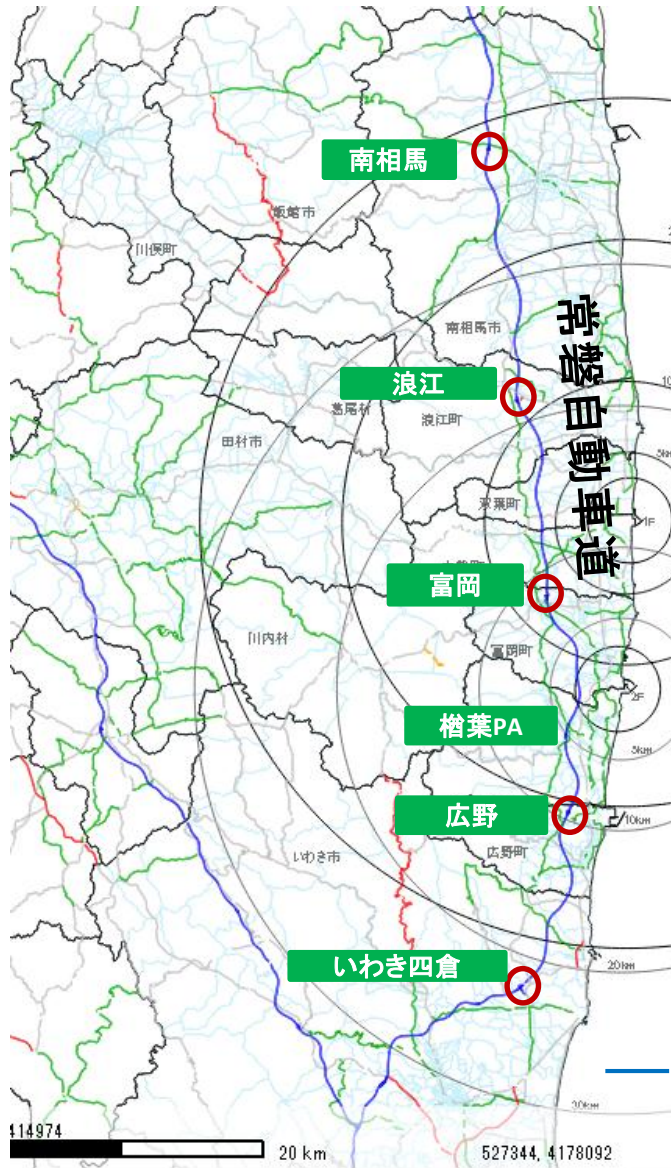 南相馬
飯館市
川俣町
南相馬市
常磐自動車道
浪江
葛尾村
浪江町
田村市
双葉町
1F
富岡
川内村
富岡町
2F
楢葉PA
5km
広野
10km
いわき市
広野町
いわき四倉
20km
30km
414974
20 km
527344, 4178092